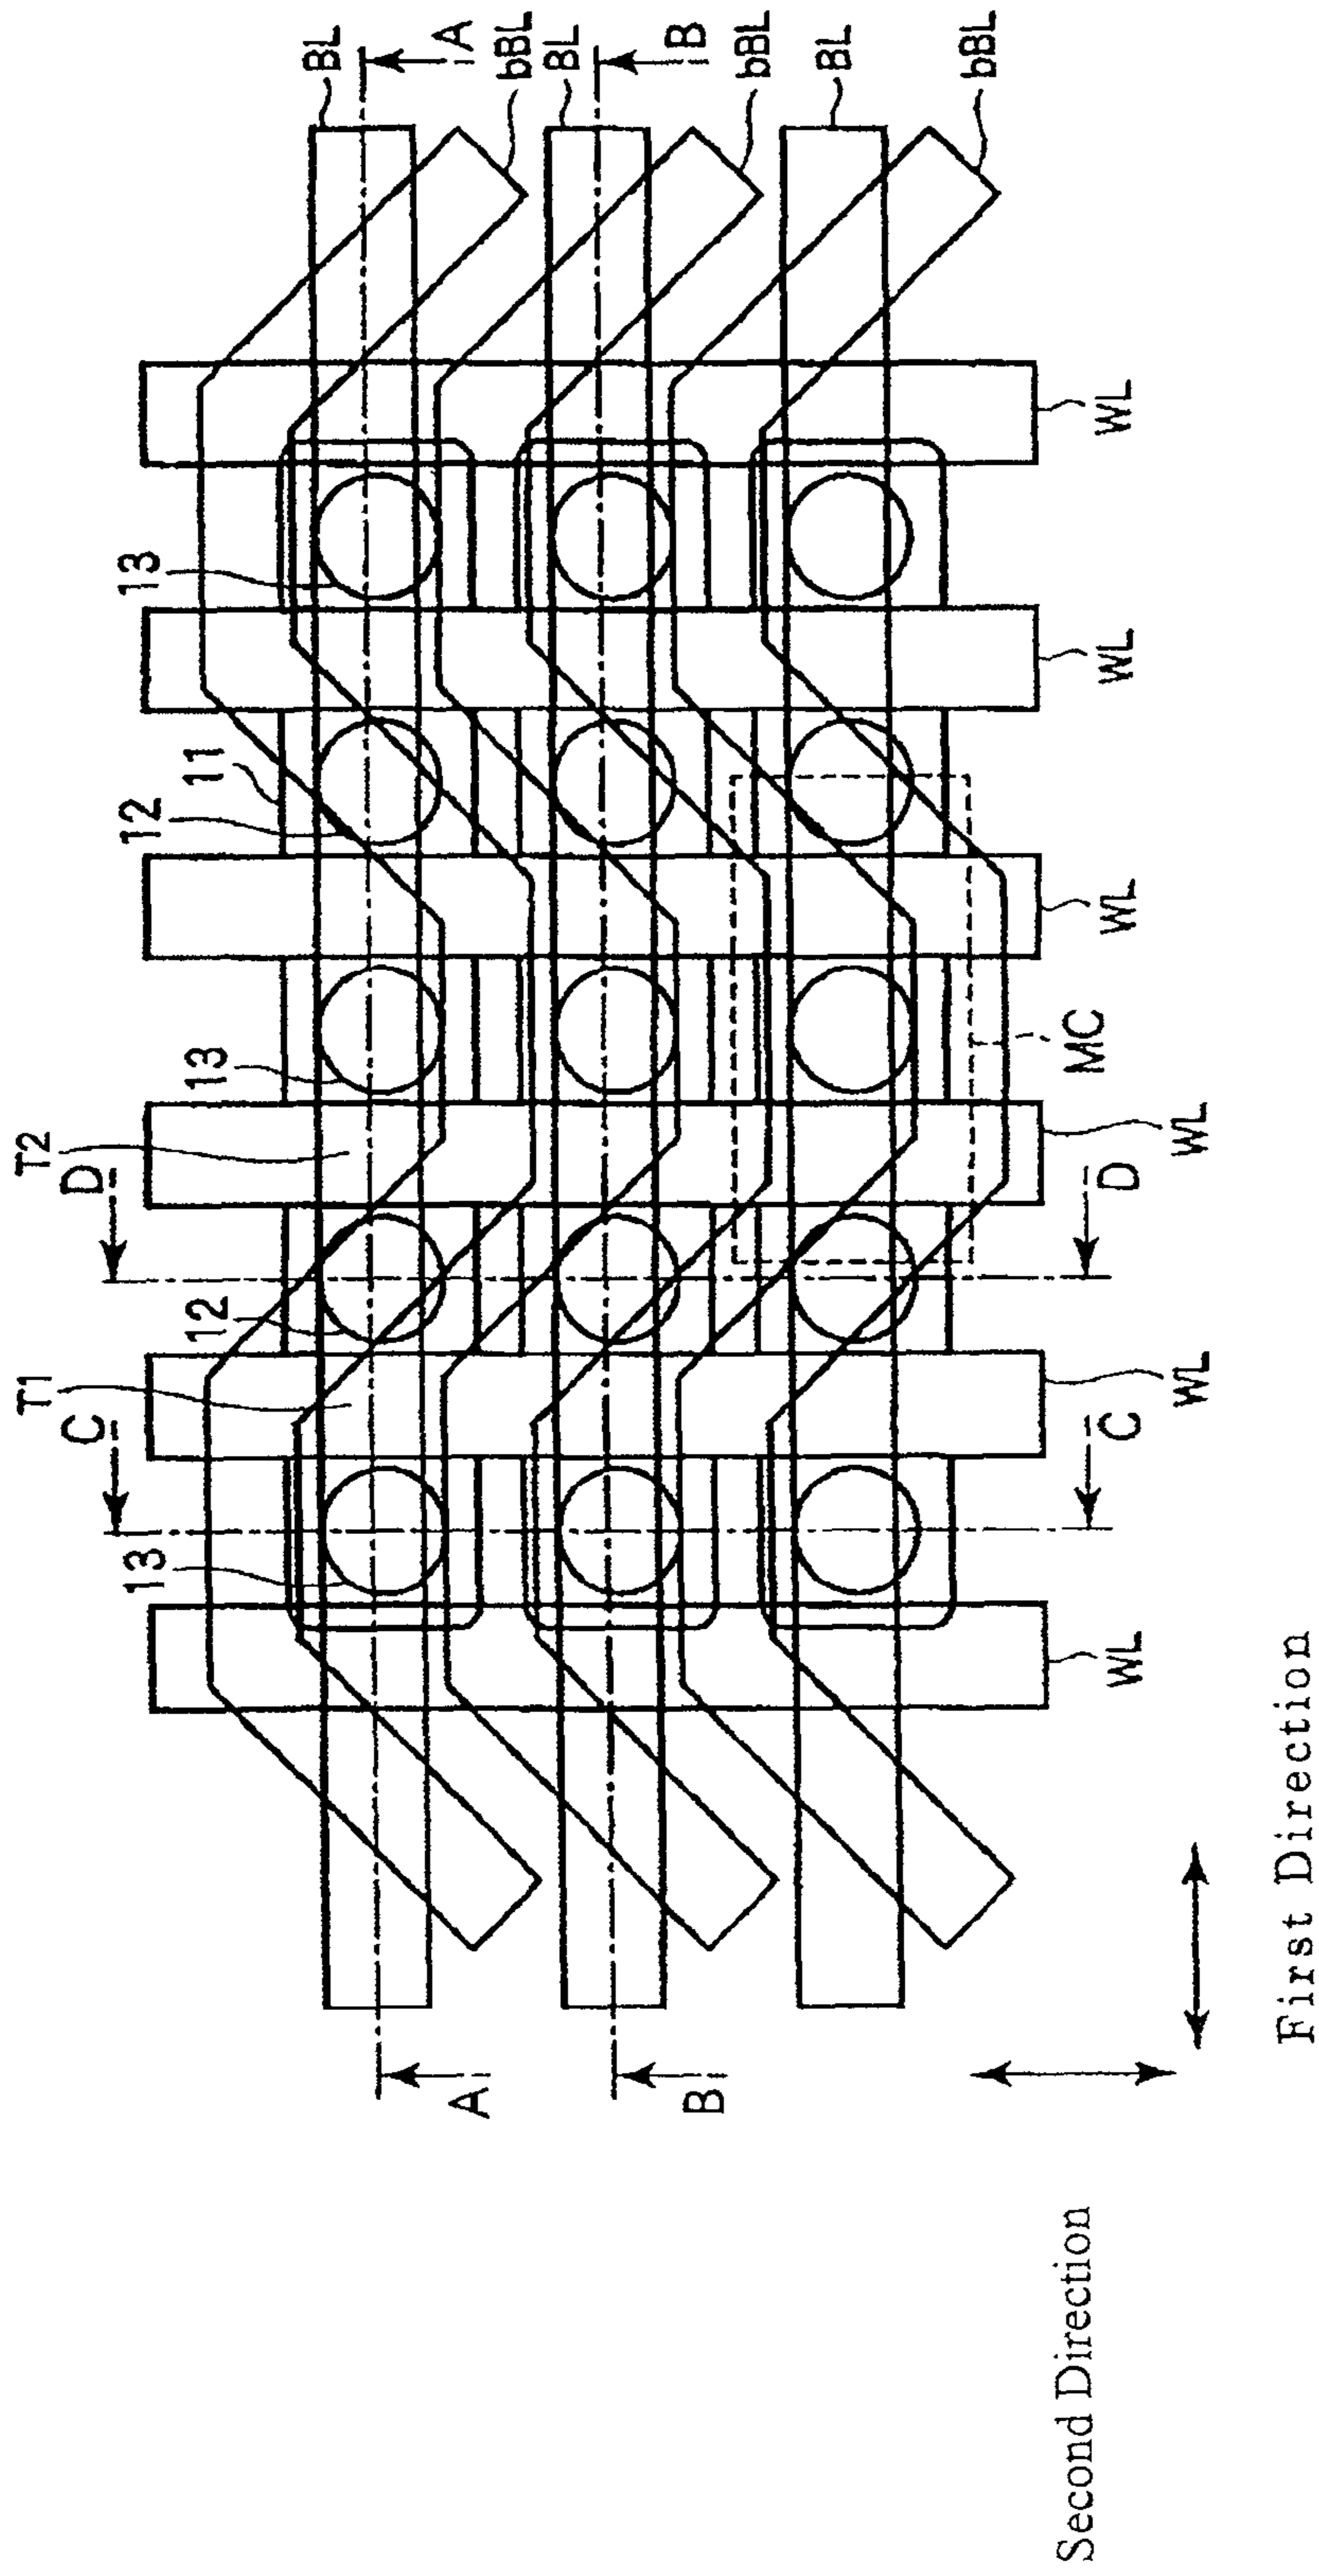 BL
A
bBL
BL
B
bBL
BL
bBL
WL
13
WL
11
12
WL
13
MC
T2
D
WL
D
12
T1
C
WL
C
13
WL
A
B
First Direction
Second Direction